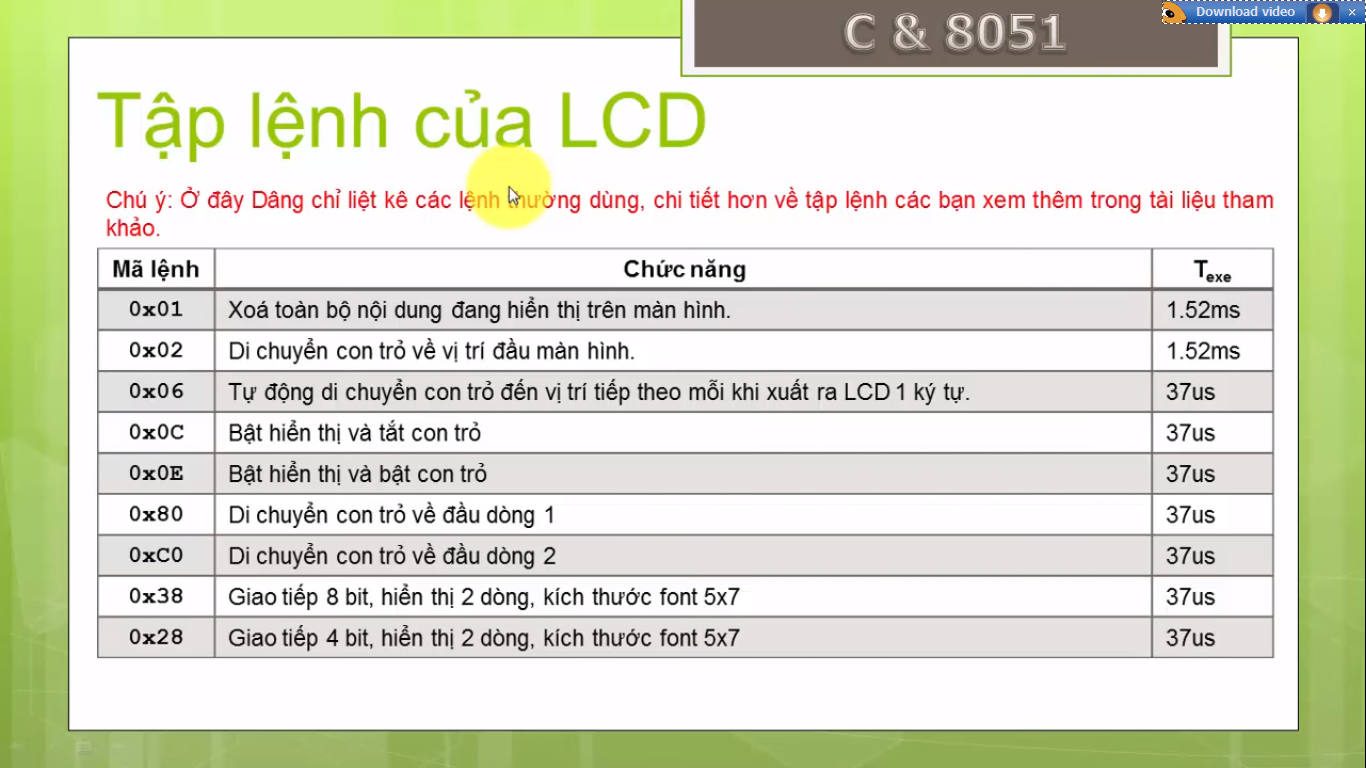 Download video
C & 8051
Tập lệnh của LCD
Chú ý: Ở đây Dâng chỉ liệt kê các lệnh thường dùng, chi tiết hơn về tập lệnh các bạn xem thêm trong tài liệu tham
khảo.
Mã lệnh Chức năng Texe
0x01 Xoá toàn bộ nội dung đang hiển thị trên màn hình. 1.52ms
0x02 Di chuyển con trỏ về vị trí đầu màn hình. 1.52ms
0x06 Tự động di chuyển con trỏ đến vị trí tiếp theo mỗi khi xuất ra LCD 1 ký tự. 37us
0x0C Bật hiển thị và tắt con trỏ 37us
0x0E Bật hiển thị và bật con trỏ 37us
0x80 Di chuyển con trỏ về đầu dòng 1 37us
0xC0 Di chuyển con trỏ về đầu dòng 2 37us
0x38 Giao tiếp 8 bit, hiển thị 2 dòng, kích thước font 5x7 37us
0x28 Giao tiếp 4 bit, hiển thị 2 dòng, kích thước font 5x7 37us